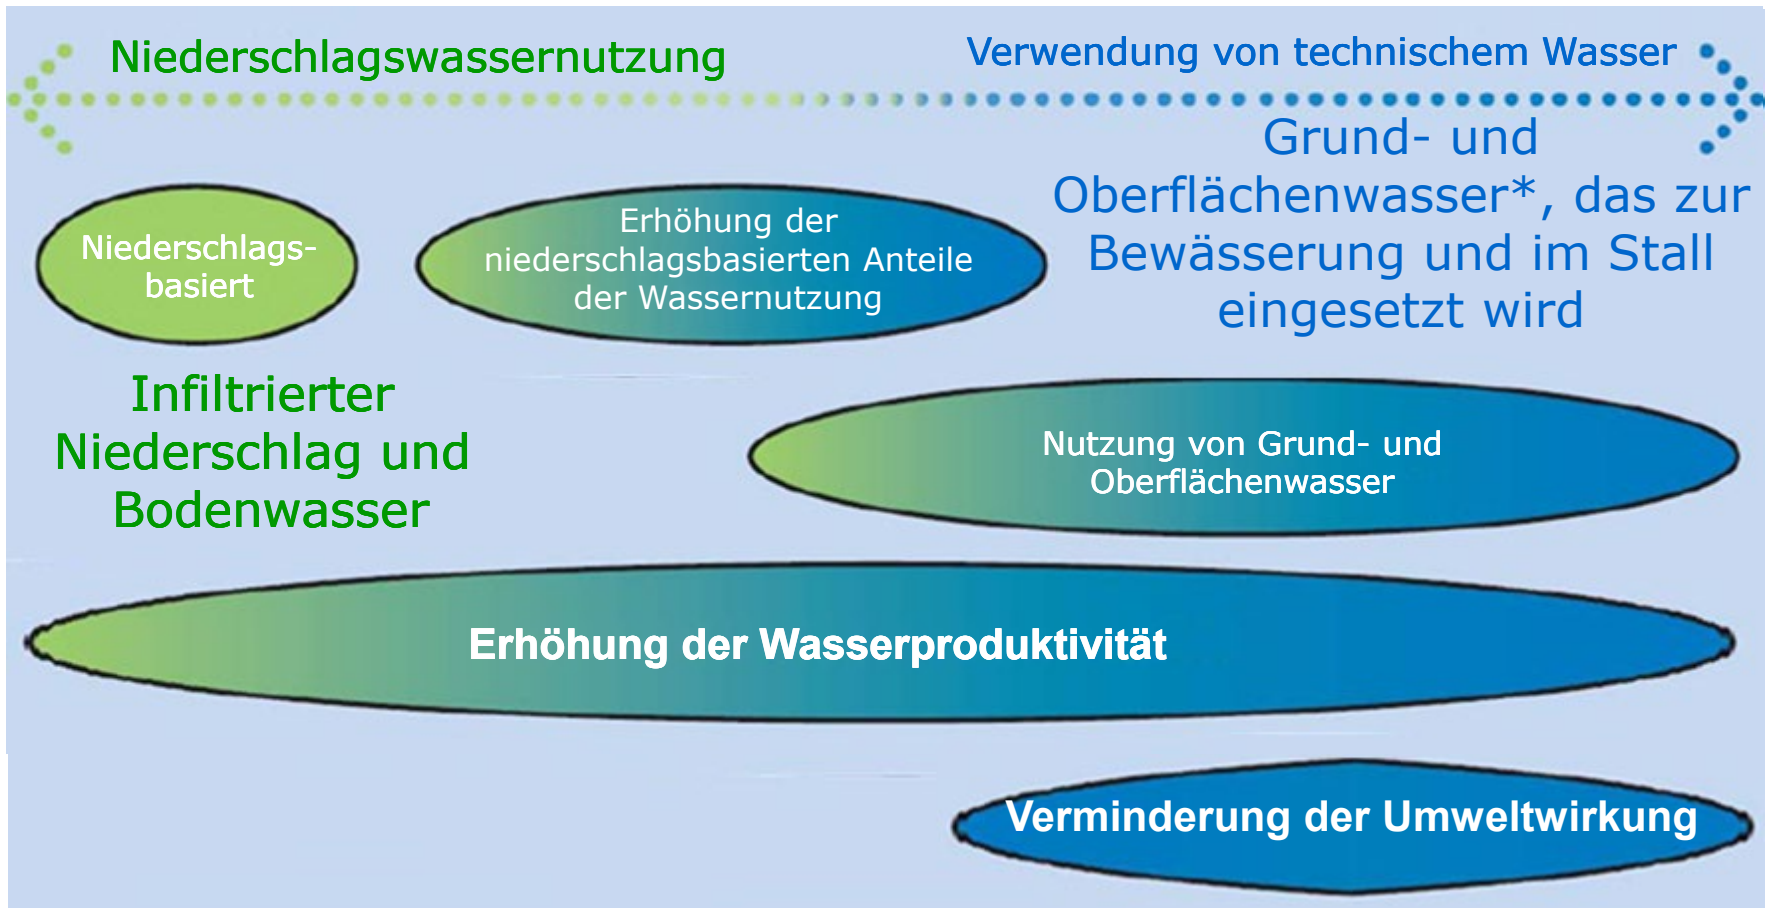 Niederschlagswassernutzung
Verwendung von technischem Wasser
Grund- und
Oberflächenwasser*, das zur
Bewässerung und im Stall
eingesetzt wird
Niederschlags-
basiert
Erhöhung der
niederschlagsbasierten Anteile
der Wassernutzung
Infiltrierter
Niederschlag und
Bodenwasser
Nutzung von Grund- und
Oberflächenwasser
Erhöhung der Wasserproduktivität
Verminderung der Umweltwirkung